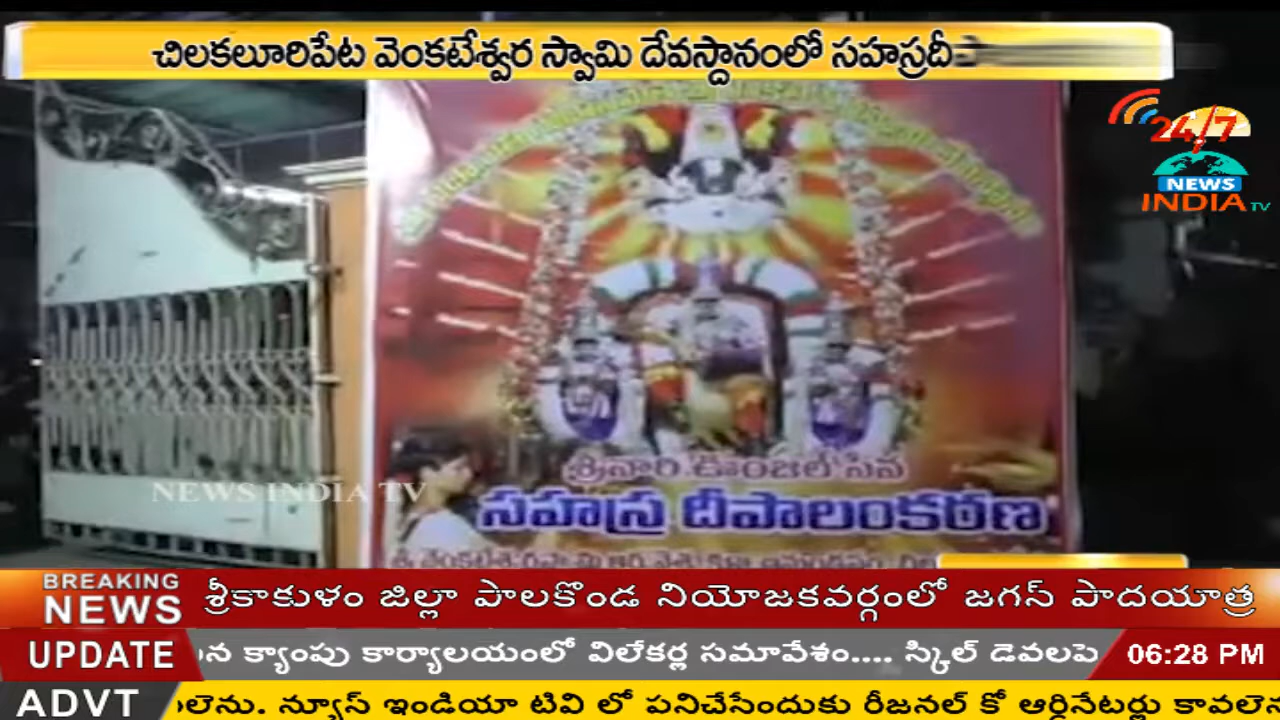 చిలకలూరిపేట వెంకటేశ్వర స్వామి దేవస్దానంలో సహస్రదీ
24/7
NEWS
INDIA TV
సహస్ర దీపాలంకరణ
NEWS INDIA TV
BREAKING NEWS శ్రీకాకుళం జిల్లా పాలకొండ నియోజకవర్గంలో జగన్ పాదయాత్ర
UPDATE న క్యాంపు కార్యాలయంలో విలేకర్ల సమావేశం.... స్కిల్ డెవలపె 06:28 PM
ADVT లెను. న్యూస్ ఇండియా టివి లో పనిచేసేందుకు రీజనల్ కో ఆర్డినేటర్లు కావలెన